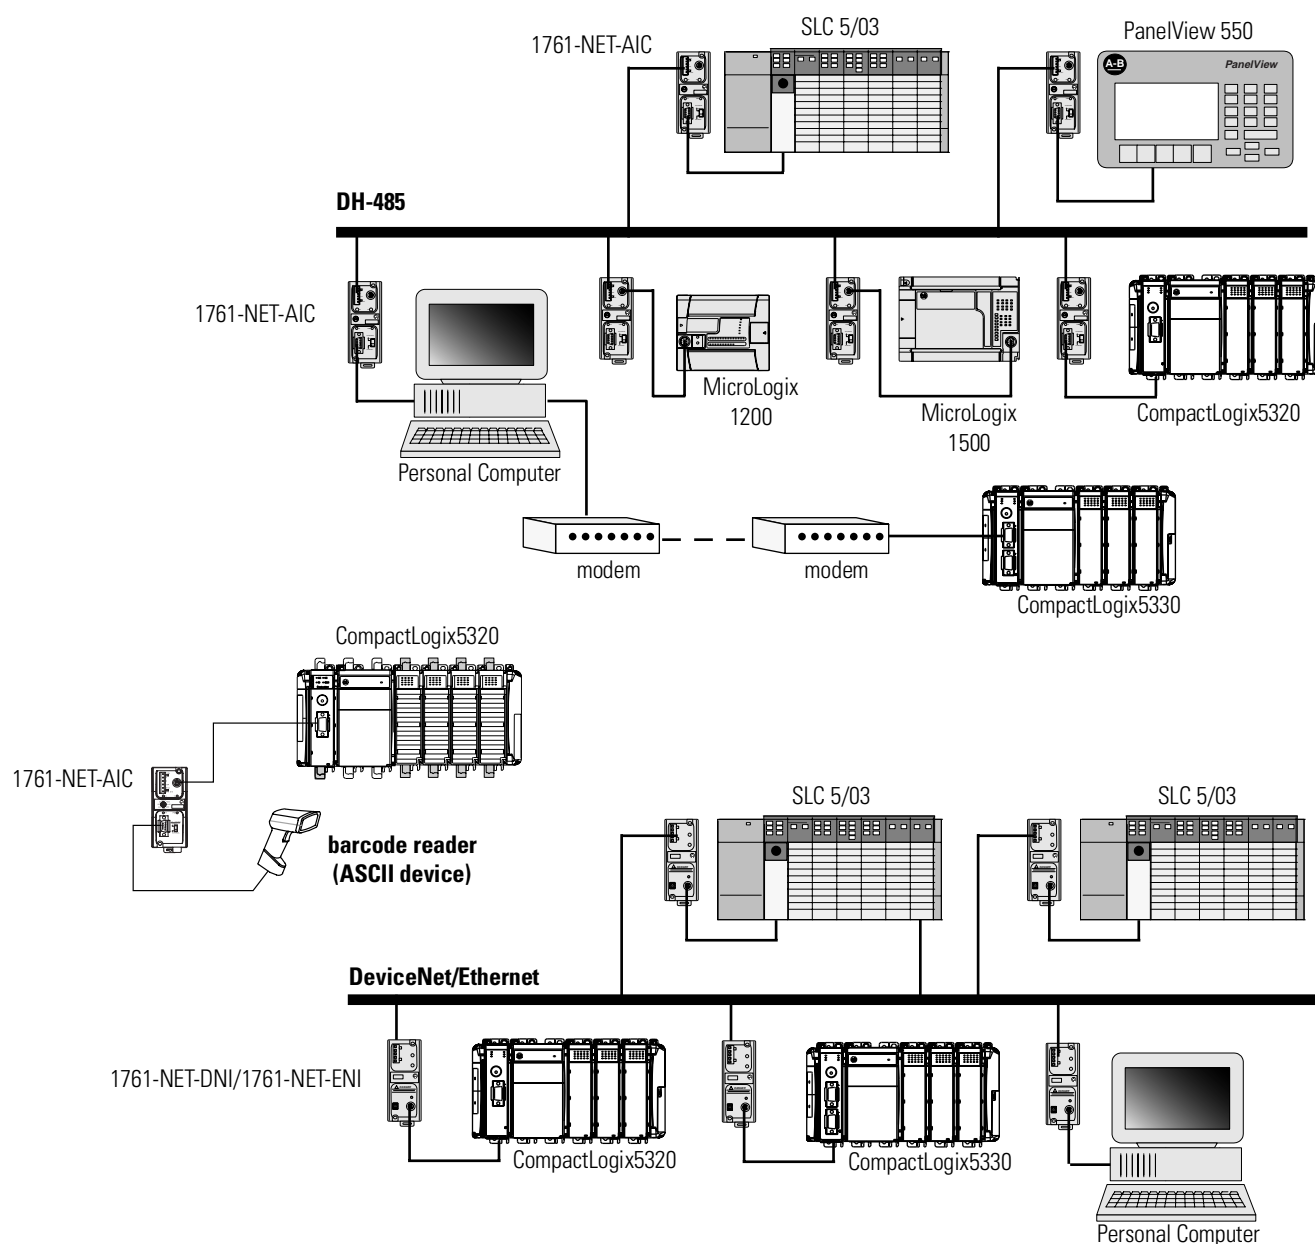 SLC 5/03
1761-NET-AIC
PanelView 550
A-B
PanelView
DH-485
1761-NET-AIC
MicroLogix
1200
MicroLogix
1500
CompactLogix5320
Personal Computer
modem
modem
CompactLogix5330
CompactLogix5320
1761-NET-AIC
barcode reader
(ASCII device)
SLC 5/03
SLC 5/03
DeviceNet/Ethernet
1761-NET-DNI/1761-NET-ENI
CompactLogix5320
CompactLogix5330
Personal Computer